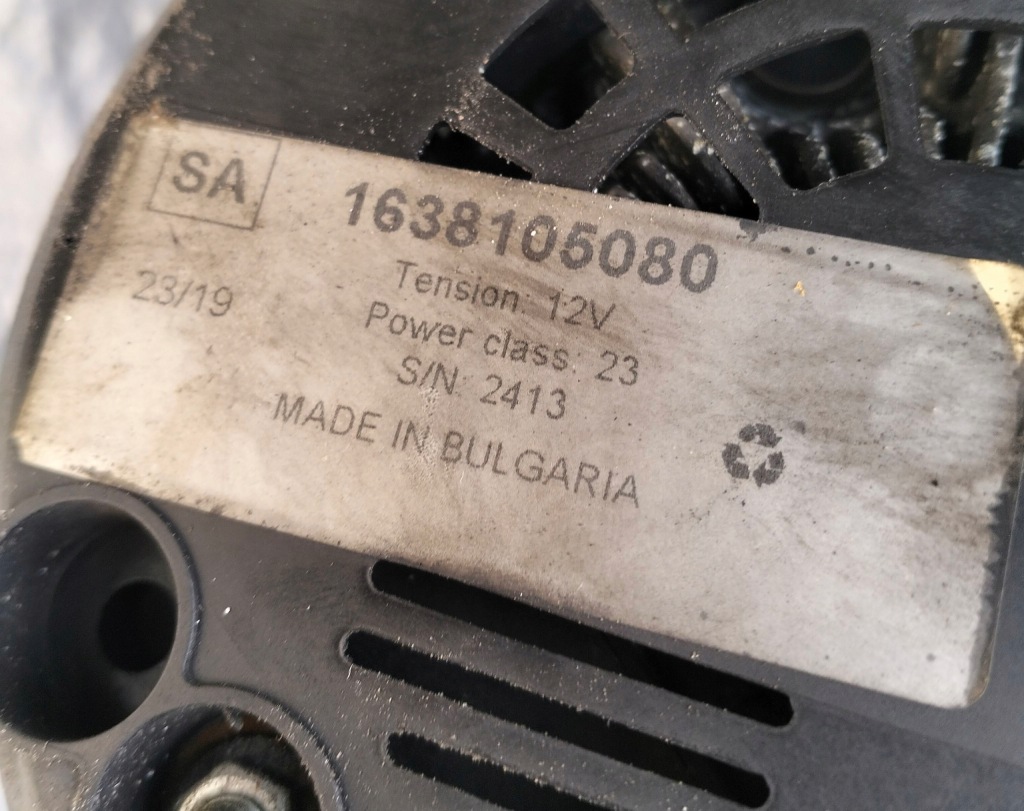 SA
1638105080
23/19
Tension: 12V
Power class: 23
S/N: 2413
MADE IN BULGARIA